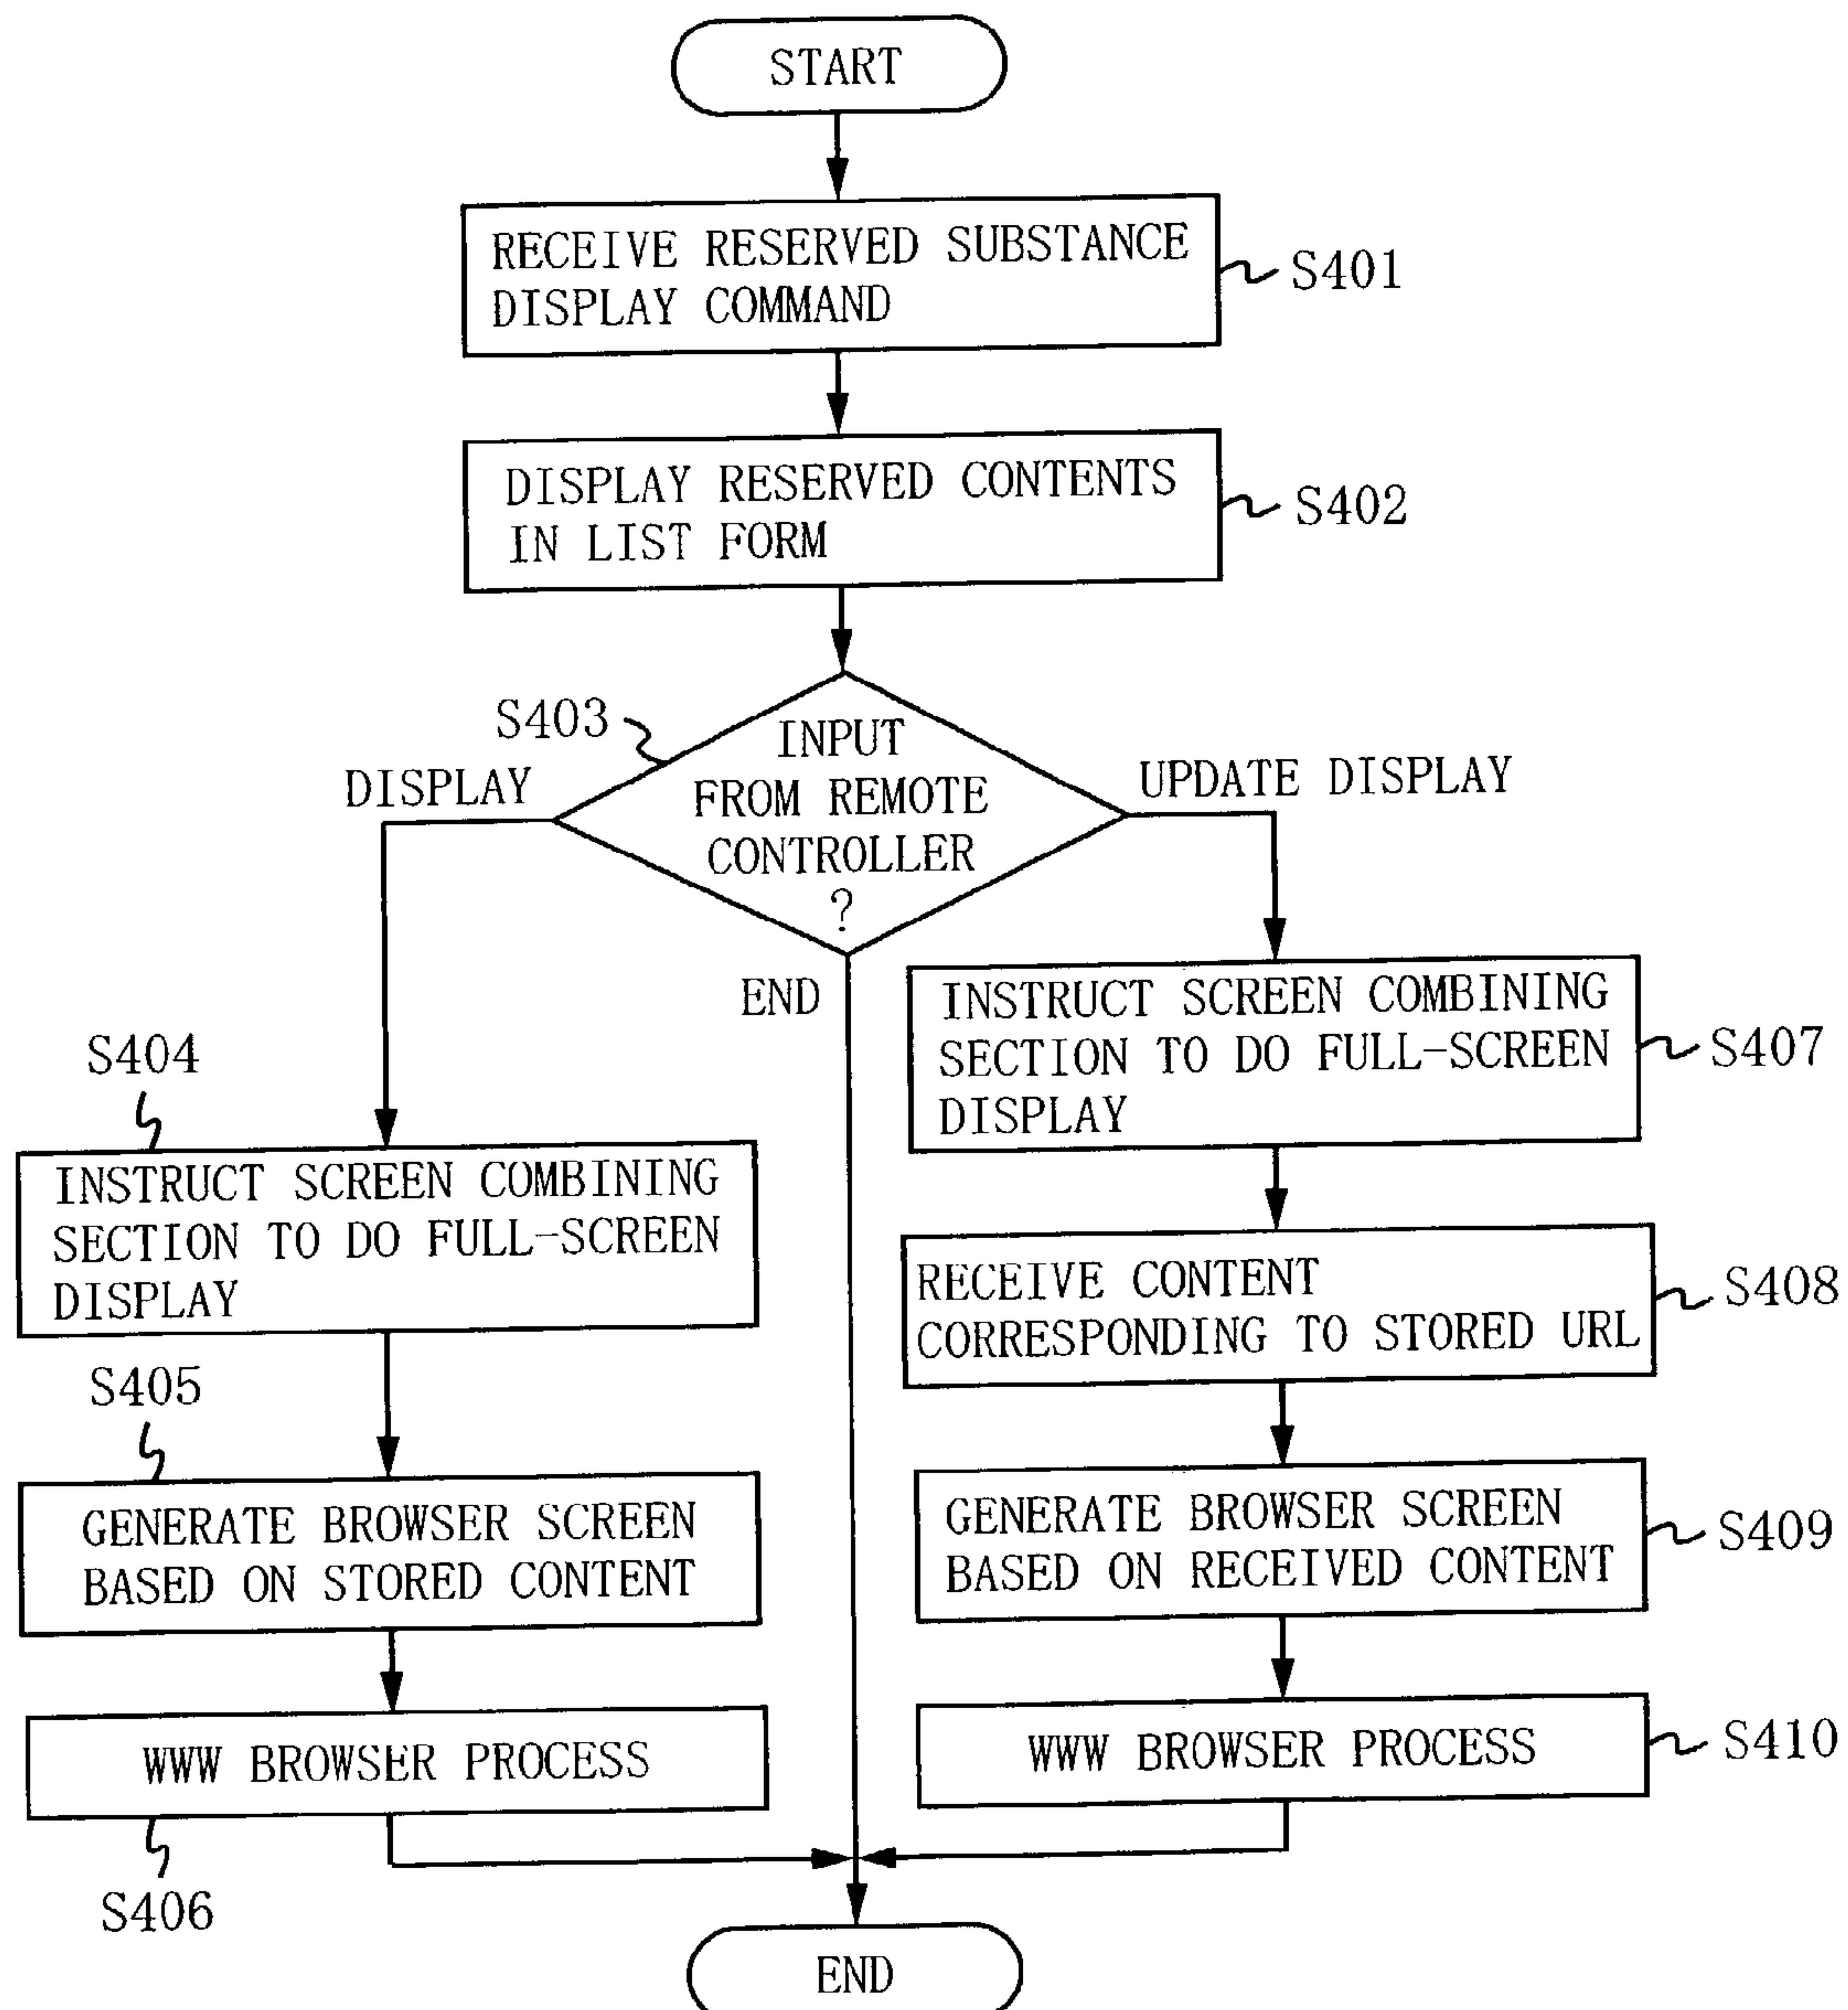 START
RECEIVE RESERVED SUBSTANCE
DISPLAY COMMAND
S401
DISPLAY RESERVED CONTENTS
IN LIST FORM
S402
S403
INPUT
FROM REMOTE
CONTROLLER
?
DISPLAY
UPDATE DISPLAY
END
S404
INSTRUCT SCREEN COMBINING
SECTION TO DO FULL-SCREEN
DISPLAY
S405
GENERATE BROWSER SCREEN
BASED ON STORED CONTENT
WWW BROWSER PROCESS
S406
INSTRUCT SCREEN COMBINING
SECTION TO DO FULL-SCREEN
DISPLAY
S407
RECEIVE CONTENT
CORRESPONDING TO STORED URL
S408
GENERATE BROWSER SCREEN
BASED ON RECEIVED CONTENT
S409
WWW BROWSER PROCESS
S410
END